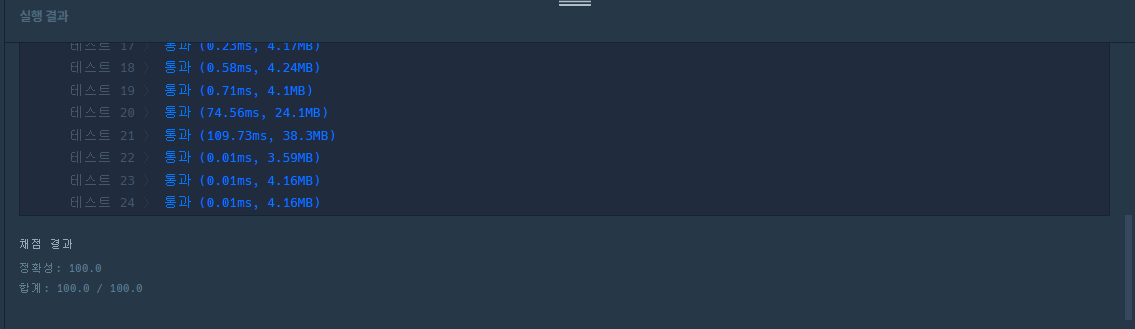 실행 결과
테스트 17 〉 통과 (0.23ms, 4.17MB)
테스트 18 〉 통과 (0.58ms, 4.24MB)
테스트 19 〉 통과 (0.71ms, 4.1MB)
테스트 20 〉 통과 (74.56ms, 24.1MB)
테스트 21 〉 통과 (109.73ms, 38.3MB)
테스트 22 〉 통과 (0.01ms, 3.59MB)
테스트 23 〉 통과 (0.01ms, 4.16MB)
테스트 24 〉 통과 (0.01ms, 4.16MB)
채점 결과
정확성: 100.0
합계: 100.0 / 100.0